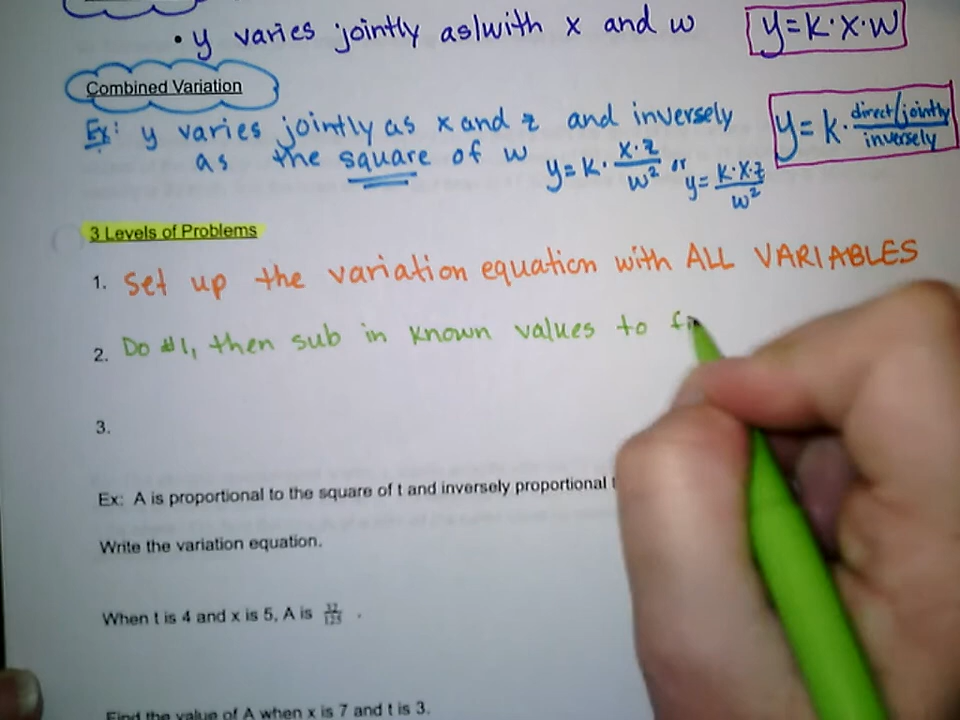 • y varies jointly as/with x and w y=k·x·w
Combined Variation
Ex: y varies jointly as x and z and inversely
as the square of w y=k·x·z/w² or y=k·x·z/w²
y=k·direct/jointly/inversely
3 Levels of Problems
1. Set up the variation equation with ALL VARIABLES
2. Do #1, then sub in known values to fi
3.
Ex: A is proportional to the square of t and inversely proportional t
Write the variation equation.
When t is 4 and x is 5, A is 32/125 .
Find the value of A when x is 7 and t is 3.